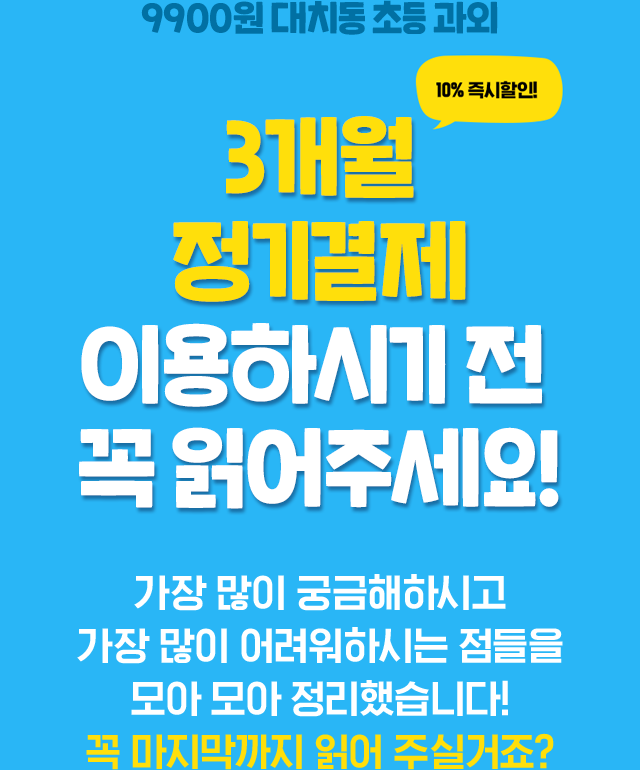 9900원 대치동 초등 과외
10% 즉시할인!
3개월
정기결제
이용하시기 전
꼭 읽어주세요!
가장 많이 궁금해하시고
가장 많이 어려워하시는 점들을
모아 모아 정리했습니다!
꼭 마지막까지 읽어 주실거죠?